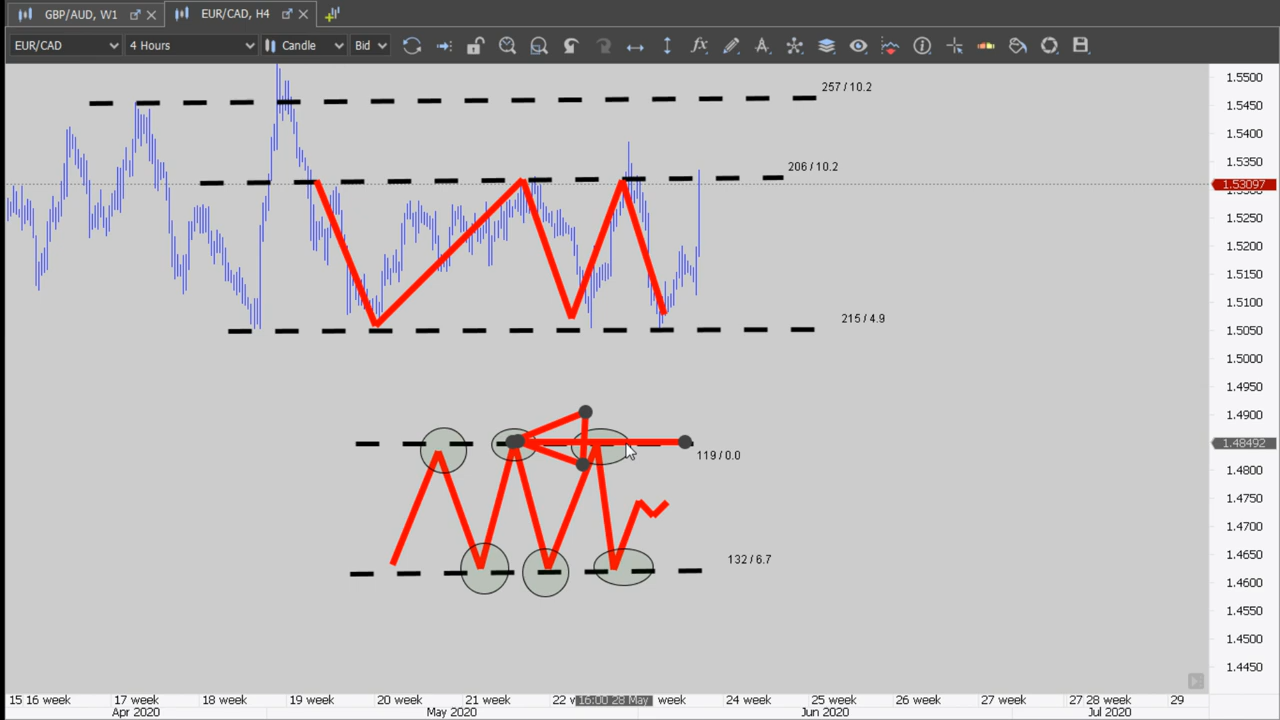 GBP/AUD, W1
EUR/CAD, H4
EUR/CAD
4 Hours
Candle
Bid
257 / 10.2
206 / 10.2
215 / 4.9
119 / 0.0
132 / 6.7
1.5500
1.5450
1.5400
1.5350
1.53097
1.5250
1.5200
1.5150
1.5100
1.5050
1.5000
1.4950
1.4900
1.48492
1.4800
1.4750
1.4700
1.4650
1.4600
1.4550
1.4500
1.4450
15 16 week 17 week 18 week 19 week 20 week 21 week 22 v 16:00 28 May week 24 week 25 week 26 week 27 week 27 28 week 29
Apr 2020 May 2020 Jun 2020 Jul 2020